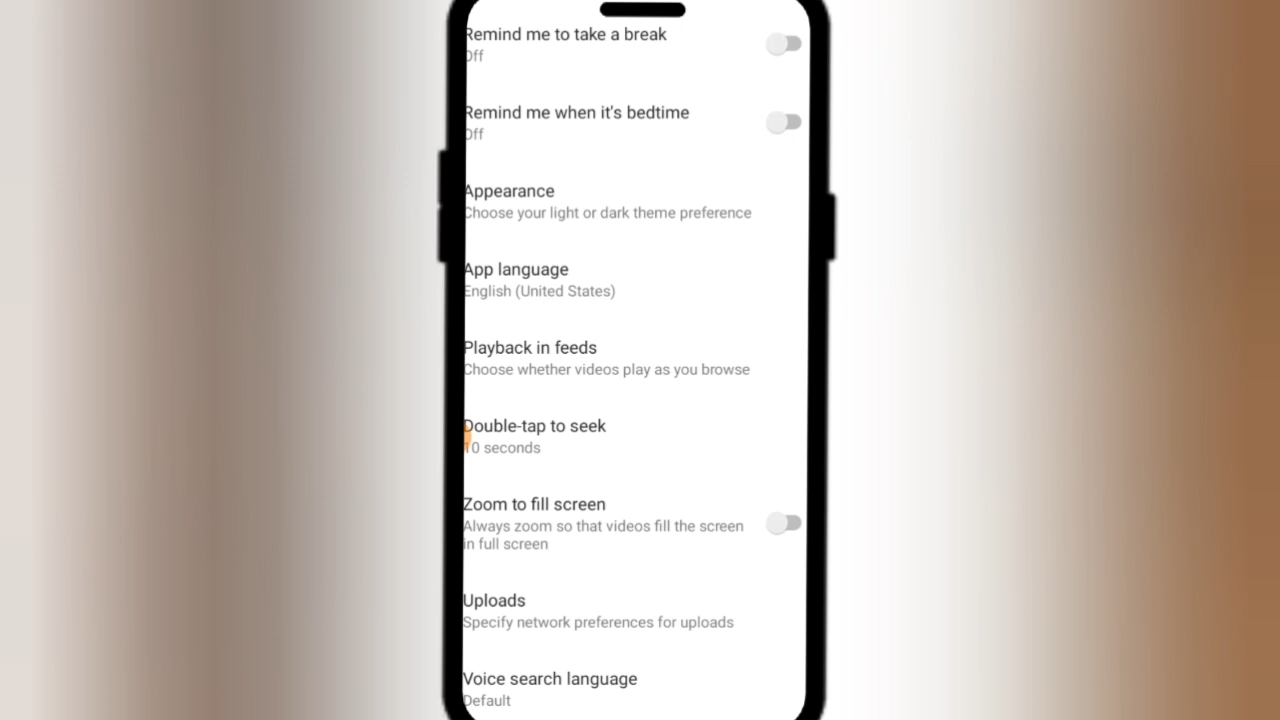 Remind me to take a break
Off
Remind me when it's bedtime
Off
Appearance
Choose your light or dark theme preference
App language
English (United States)
Playback in feeds
Choose whether videos play as you browse
Double-tap to seek
10 seconds
Zoom to fill screen
Always zoom so that videos fill the screen
in full screen
Uploads
Specify network preferences for uploads
Voice search language
Default